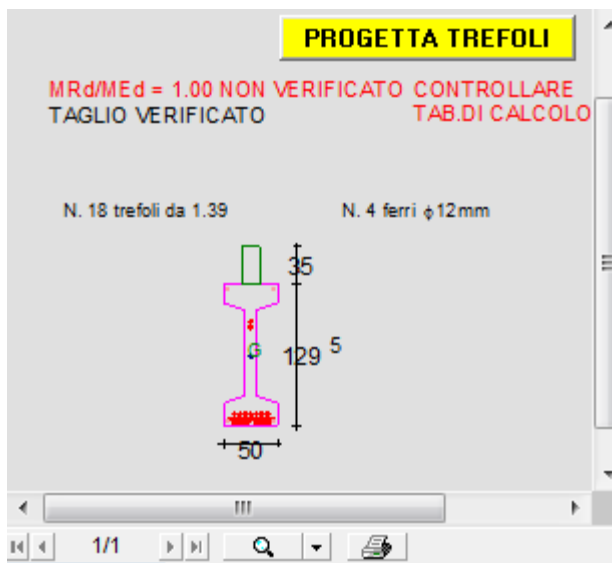 PROGETTA TREFOLI
MRd/MEd = 1.00 NON VERIFICATO CONTROLLARE
TAGLIO VERIFICATO TAB.DI CALCOLO
N. 18 trefoli da 1.39 N. 4 ferri ϕ12mm
35
G
129 5
50
1/1